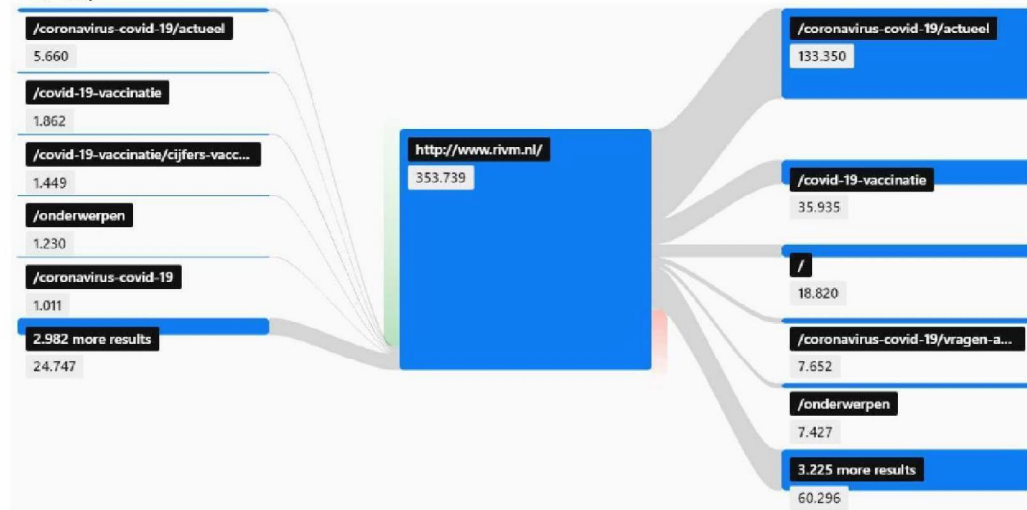 /coronavirus-covid-19/actueel
5.660
/covid-19-vaccinatie
1.862
/covid-19-vaccinatie/cijfers-vacc...
1.449
/onderwerpen
1.230
/coronavirus-covid-19
1.011
2.982 more results
24.747
http://www.rivm.nl/
353.739
/coronavirus-covid-19/actueel
133.350
/covid-19-vaccinatie
35.935
/
18.820
/coronavirus-covid-19/vragen-a...
7.652
/onderwerpen
7.427
3.225 more results
60.296